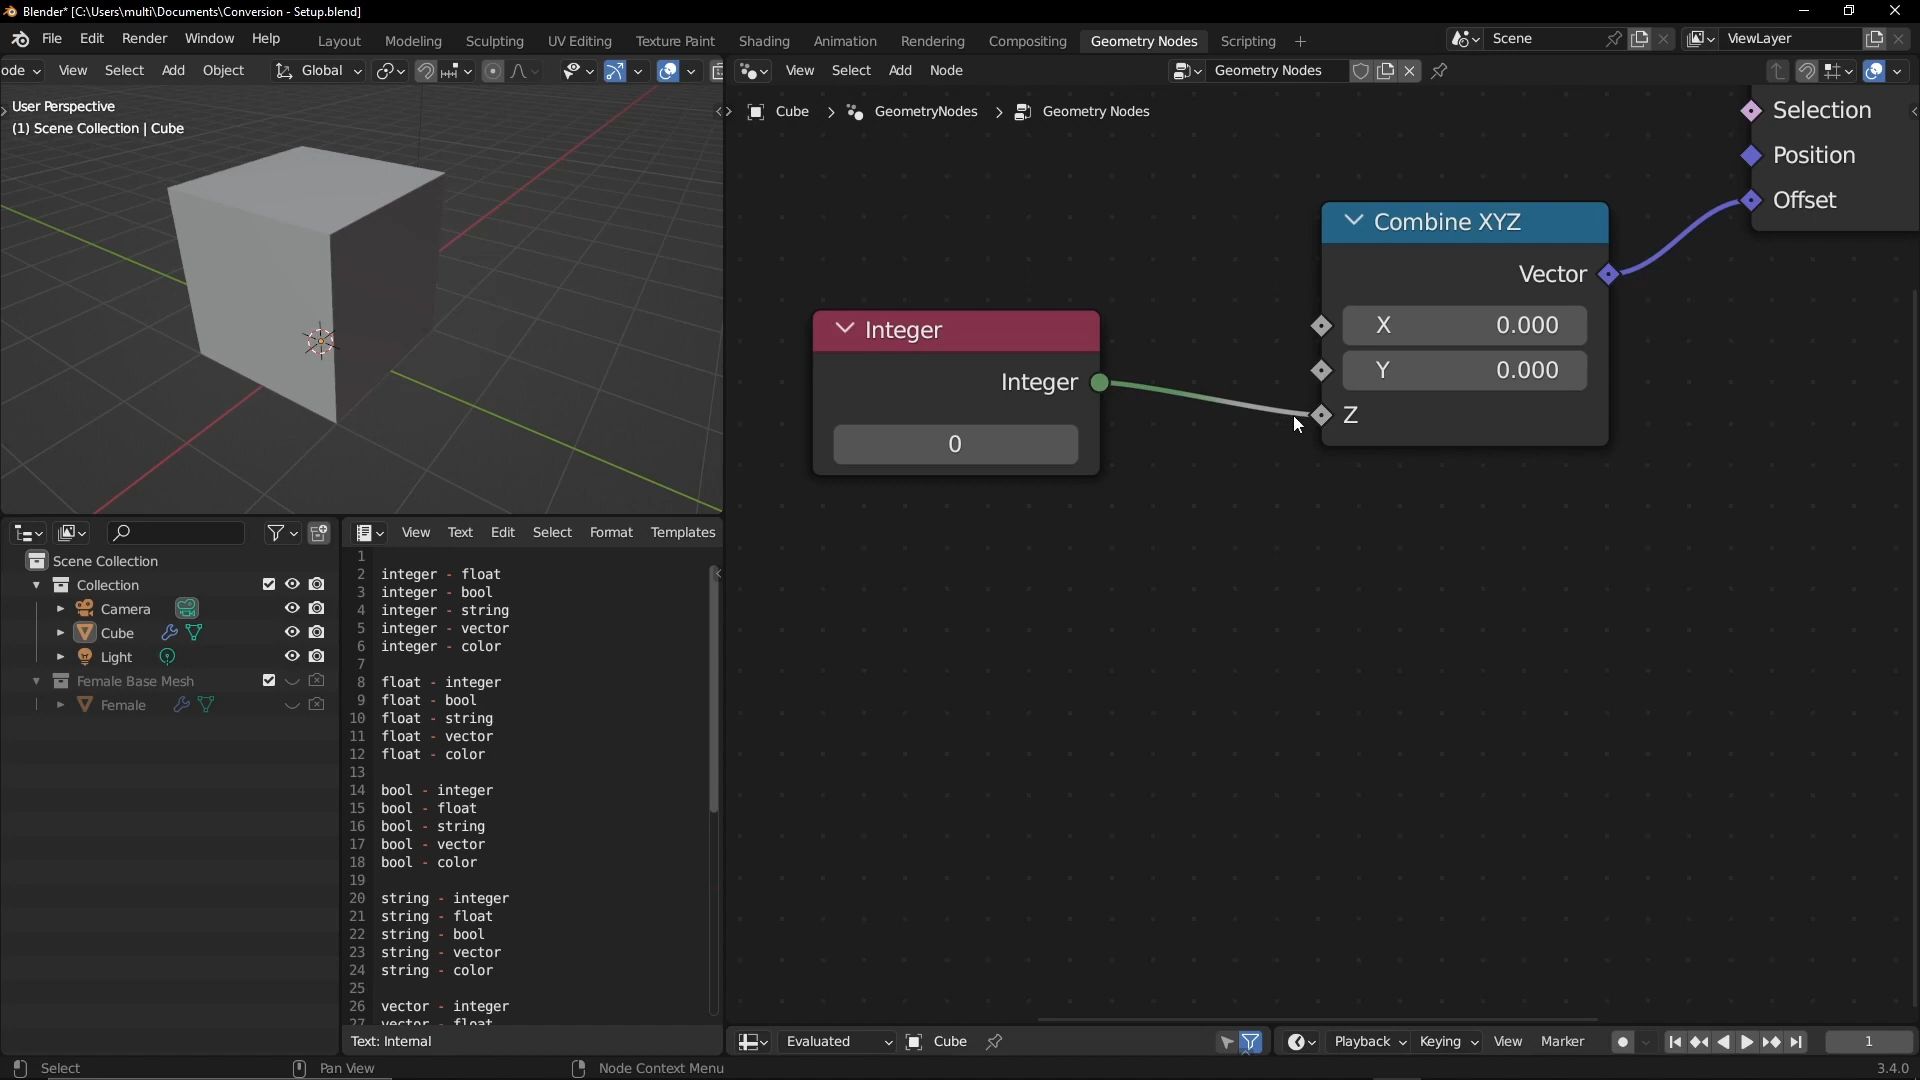 Blender* [C:\Users\multi\Documents\Conversion - Setup.blend]
File Edit Render Window Help Layout Modeling Sculpting UV Editing Texture Paint Shading Animation Rendering Compositing Geometry Nodes Scripting + Scene ViewLayer
ode View Select Add Object Global View Select Add Node Geometry Nodes
User Perspective
(1) Scene Collection | Cube
Cube > GeometryNodes > Geometry Nodes
Selection
Position
Offset
Combine XYZ
Vector
X 0.000
Y 0.000
Z
Integer
Integer
0
Scene Collection
Collection
Camera
Cube
Light
Female Base Mesh
Female
View Text Edit Select Format Templates
1
2 integer - float
3 integer - bool
4 integer - string
5 integer - vector
6 integer - color
7
8 float - integer
9 float - bool
10 float - string
11 float - vector
12 float - color
13
14 bool - integer
15 bool - float
16 bool - string
17 bool - vector
18 bool - color
19
20 string - integer
21 string - float
22 string - bool
23 string - vector
24 string - color
25
26 vector - integer
27 vector - float
Text: Internal
Evaluated Cube Playback Keying View Marker 1
Select Pan View Node Context Menu 3.4.0